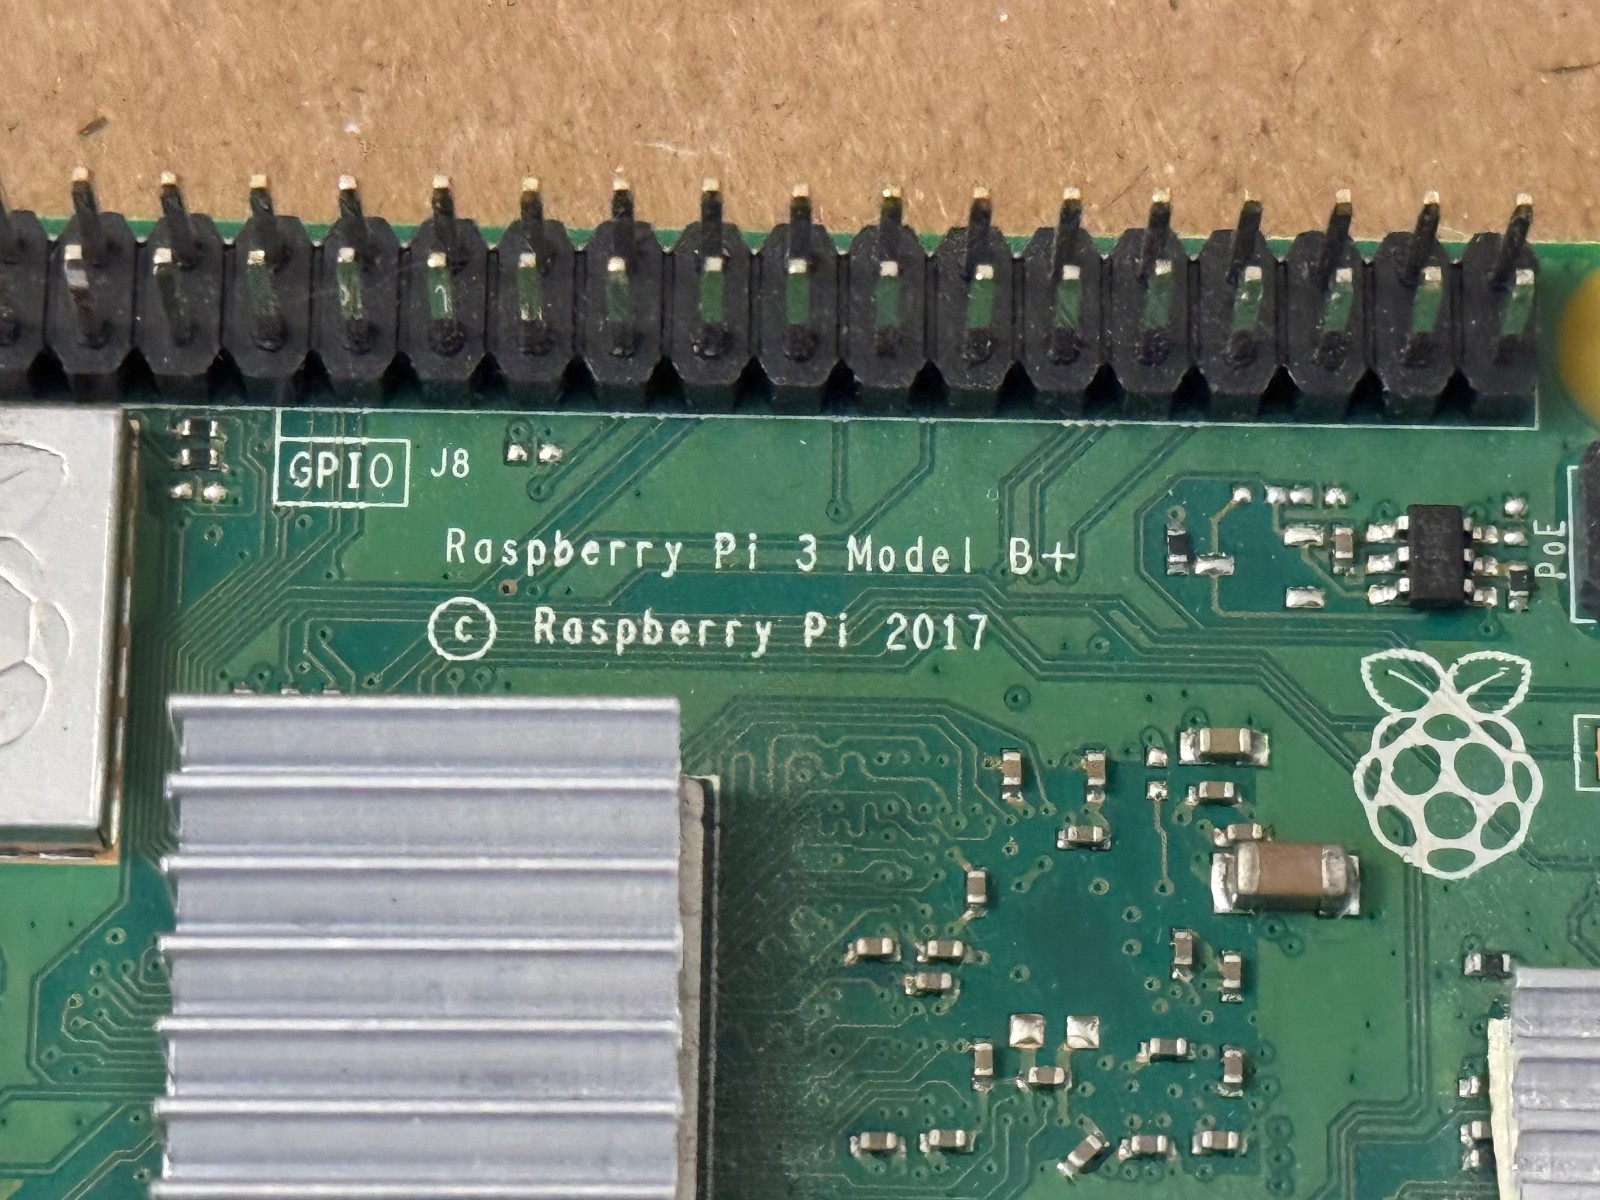 GPIO J8
Raspberry Pi 3 Model B+
© Raspberry Pi 2017
PoE